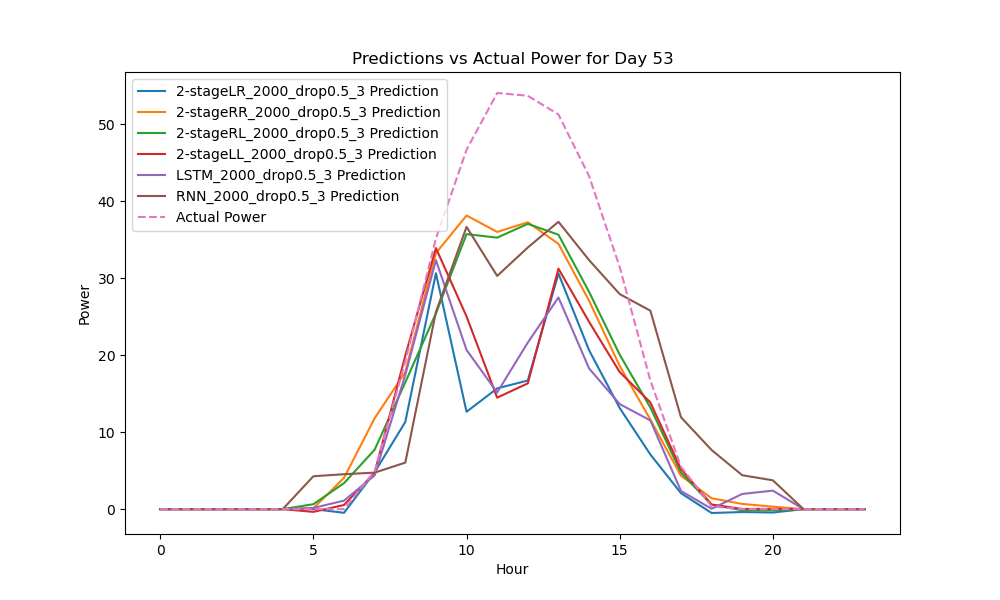 Predictions vs Actual Power for Day 53
2-stageLR_2000_drop0.5_3 Prediction
2-stageRR_2000_drop0.5_3 Prediction
2-stageRL_2000_drop0.5_3 Prediction
2-stageLL_2000_drop0.5_3 Prediction
LSTM_2000_drop0.5_3 Prediction
RNN_2000_drop0.5_3 Prediction
Actual Power
Power
50
40
30
20
10
0
0 5 10 15 20
Hour